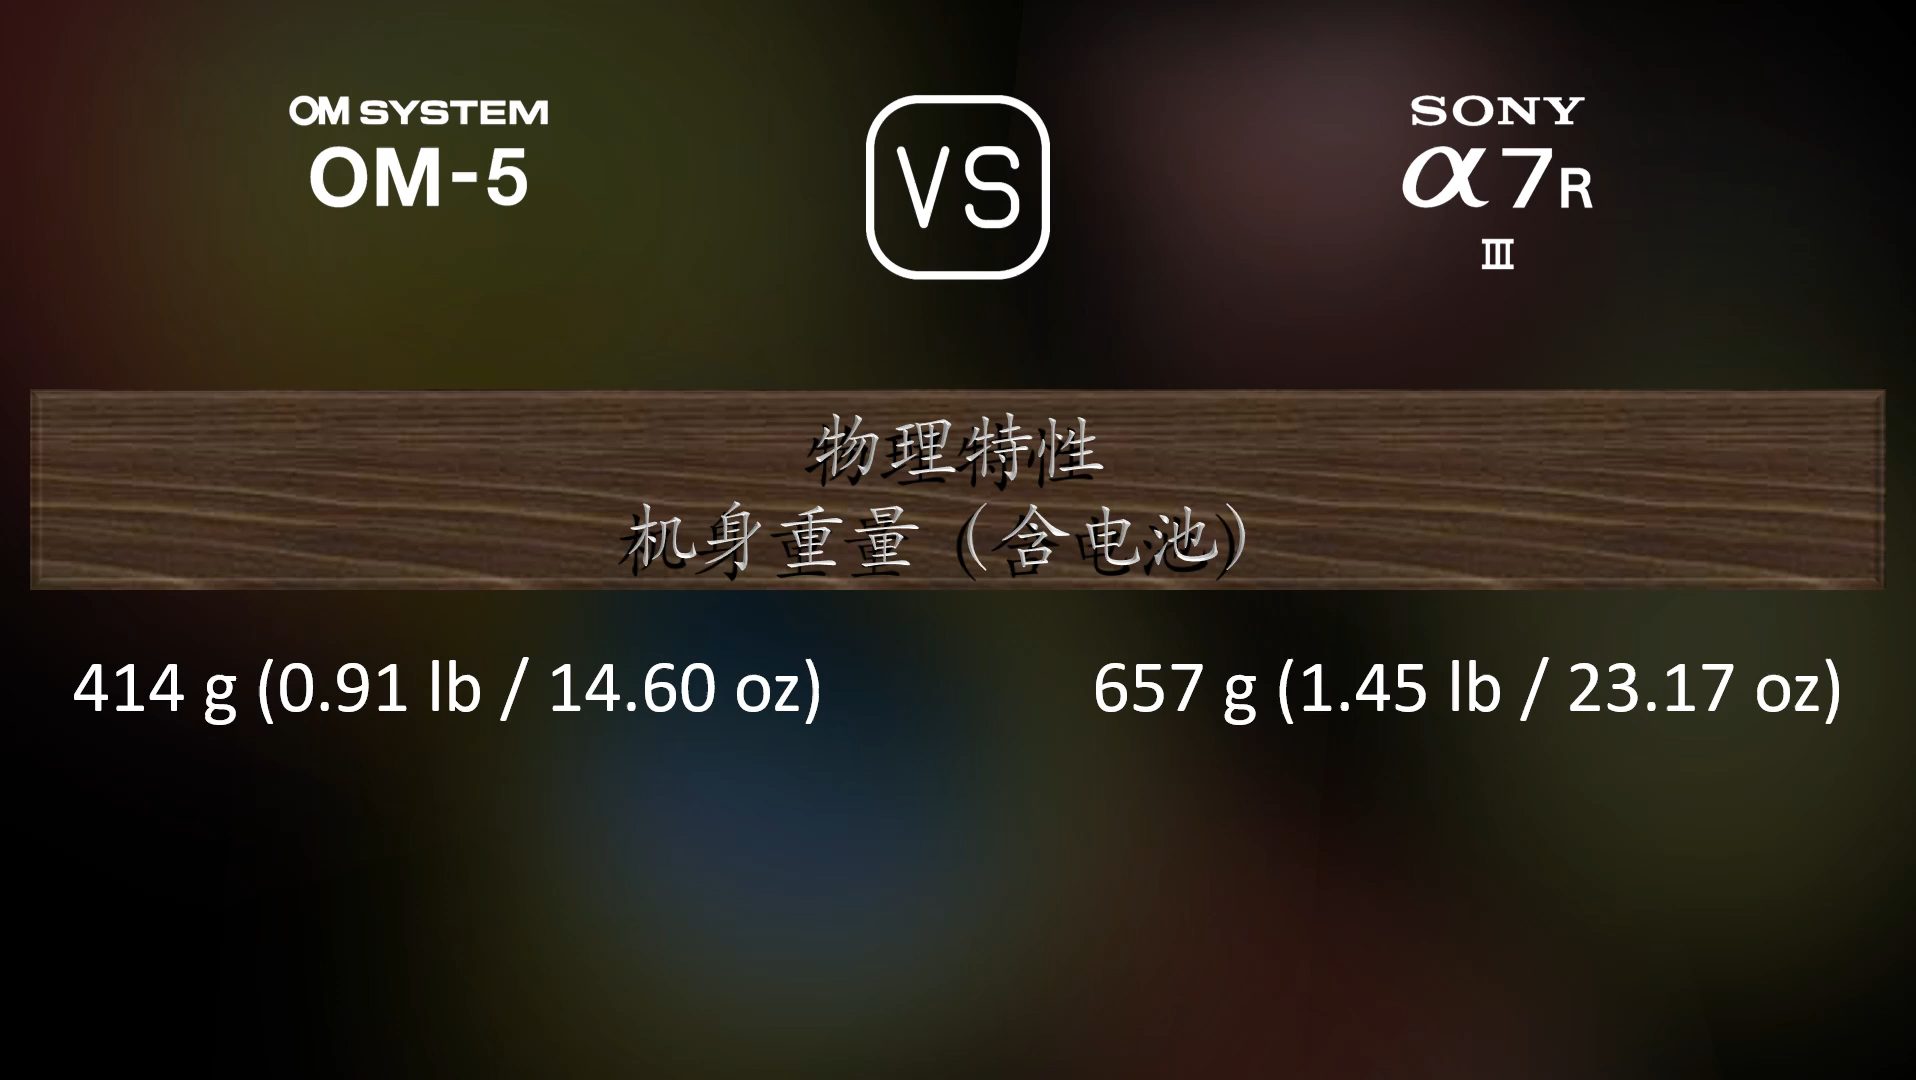 OM SYSTEM
OM-5
VS
SONY
α7R
III
物理特性
机身重量（含电池）
414 g (0.91 lb / 14.60 oz)
657 g (1.45 lb / 23.17 oz)